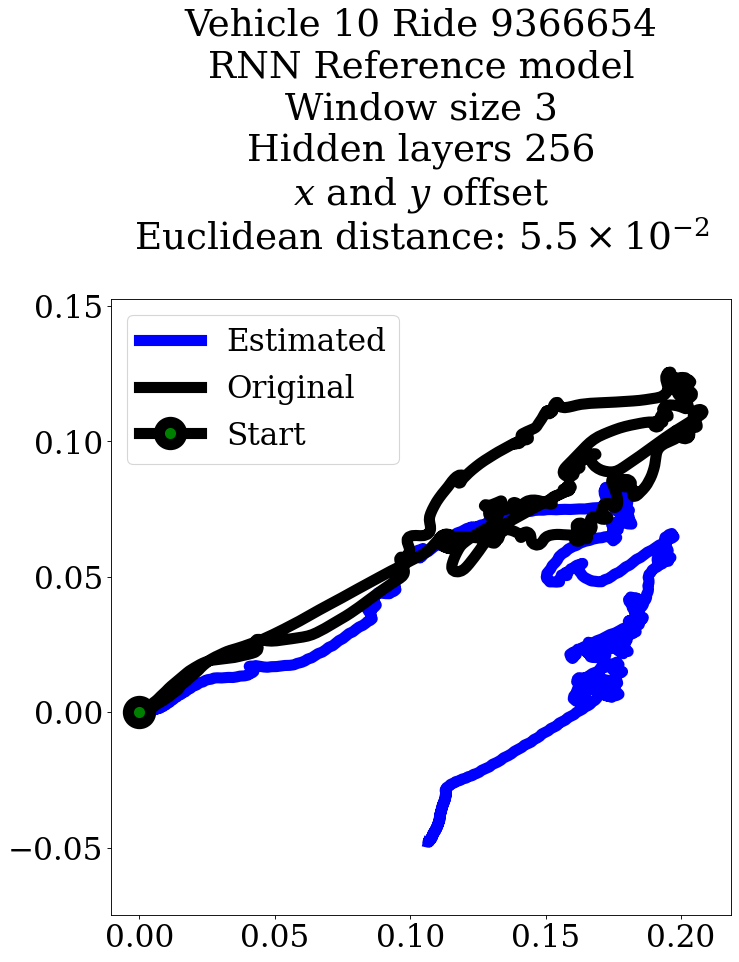 Vehicle 10 Ride 9366654
RNN Reference model
Window size 3
Hidden layers 256
x and y offset
Euclidean distance: 5.5 × 10⁻²
0.15
Estimated
Original
Start
0.10
0.05
0.00
−0.05
0.00 0.05 0.10 0.15 0.20